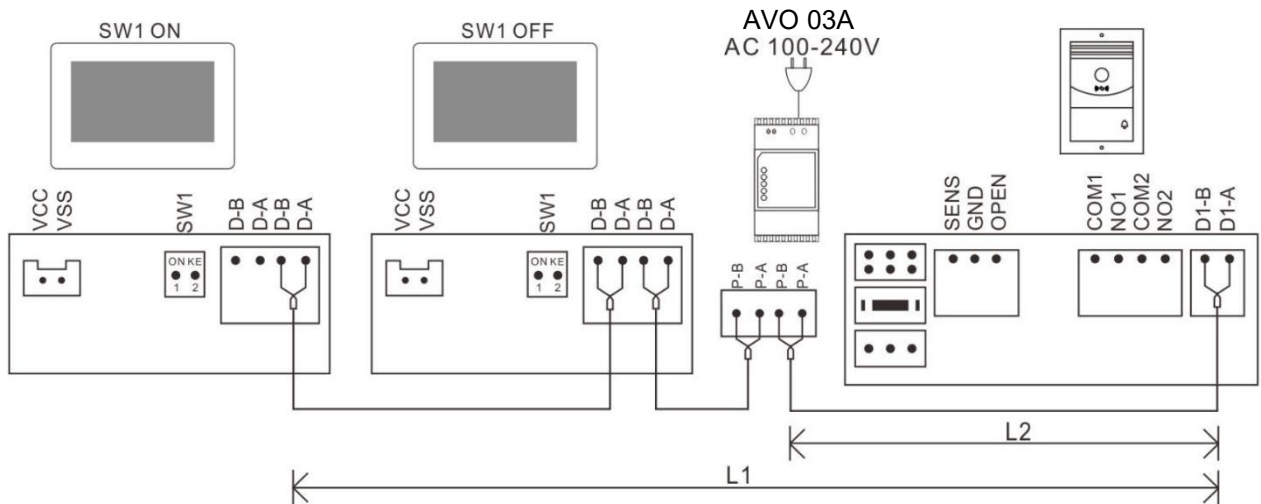 SW1 ON
SW1 OFF
AVO 03A
AC 100-240V
VCC
VSS
SW1
D-B
D-A
D-B
D-A
VCC
VSS
SW1
D-B
D-A
D-B
D-A
SENS
GND
OPEN
COM1
NO1
COM2
NO2
D1-B
D1-A
ON KE
1 2
ON KE
1 2
P-B
P-A
P-B
P-A
L2
L1